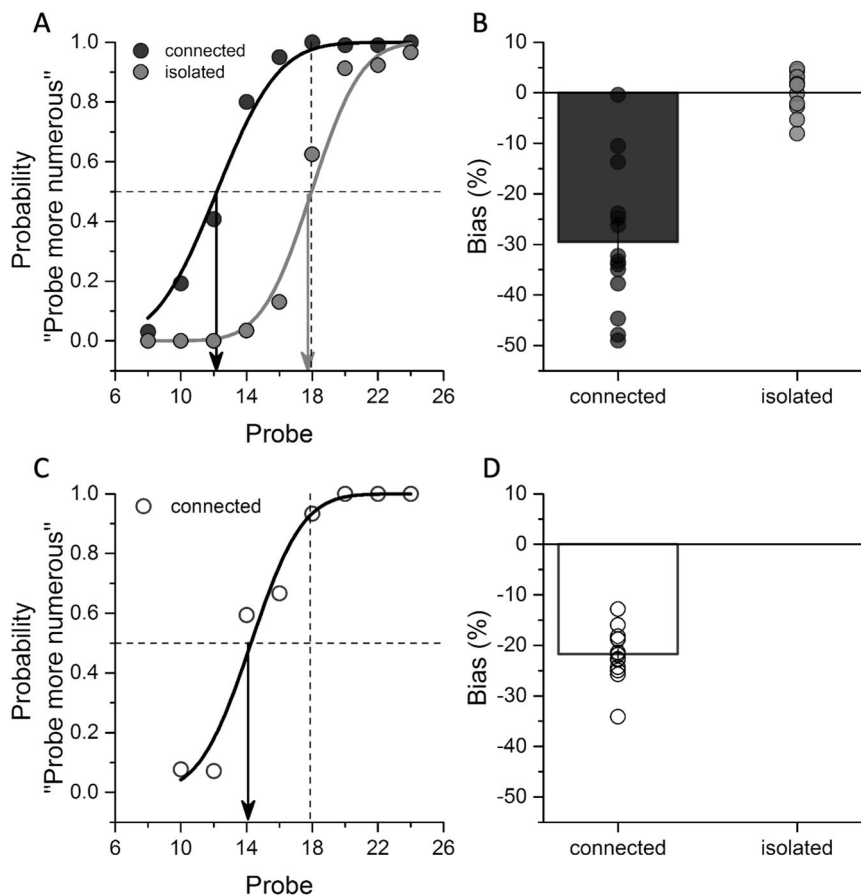 A
connected
isolated
1.0
0.8
0.6
0.4
0.2
0.0
Probability
"Probe more numerous"
6 10 14 18 22 26
Probe
B
10
0
-10
-20
-30
-40
-50
Bias (%)
connected isolated
C
connected
1.0
0.8
0.6
0.4
0.2
0.0
Probability
"Probe more numerous"
6 10 14 18 22 26
Probe
D
10
0
-10
-20
-30
-40
-50
Bias (%)
connected isolated